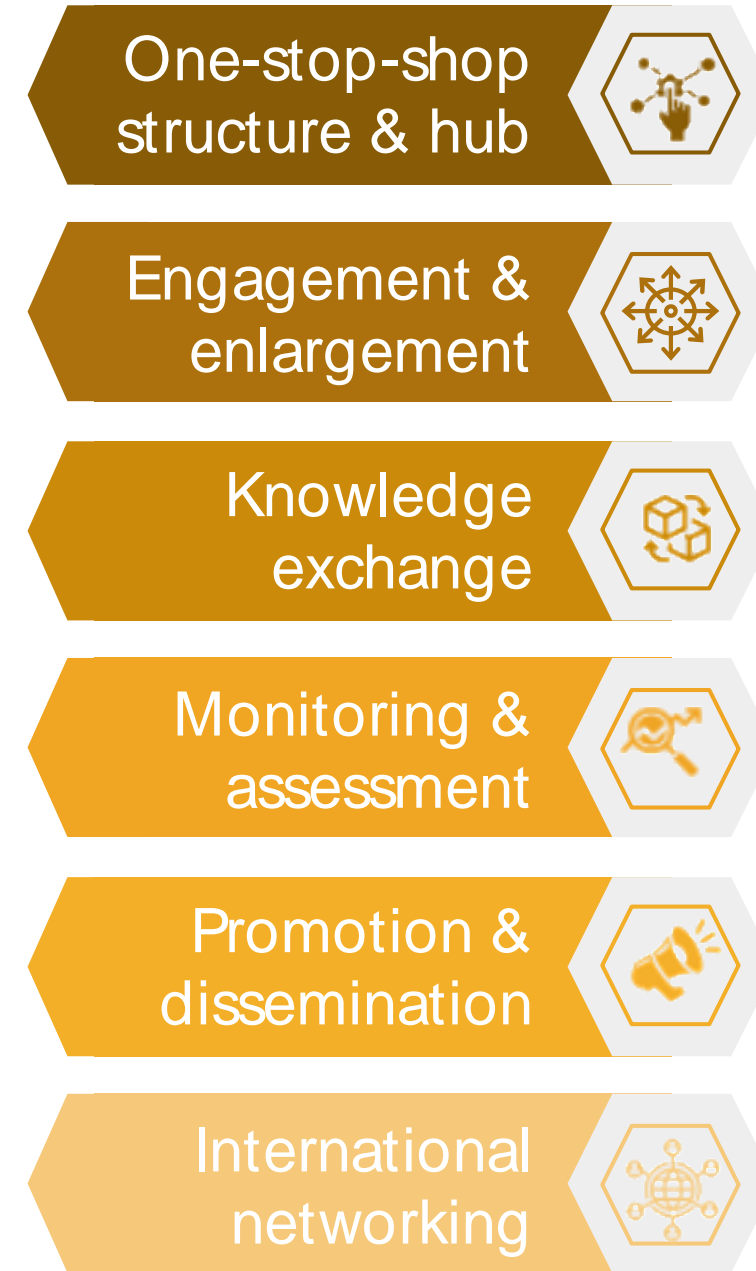 One-stop-shop
structure & hub
Engagement &
enlargement
Knowledge
exchange
Monitoring &
assessment
Promotion &
dissemination
International
networking